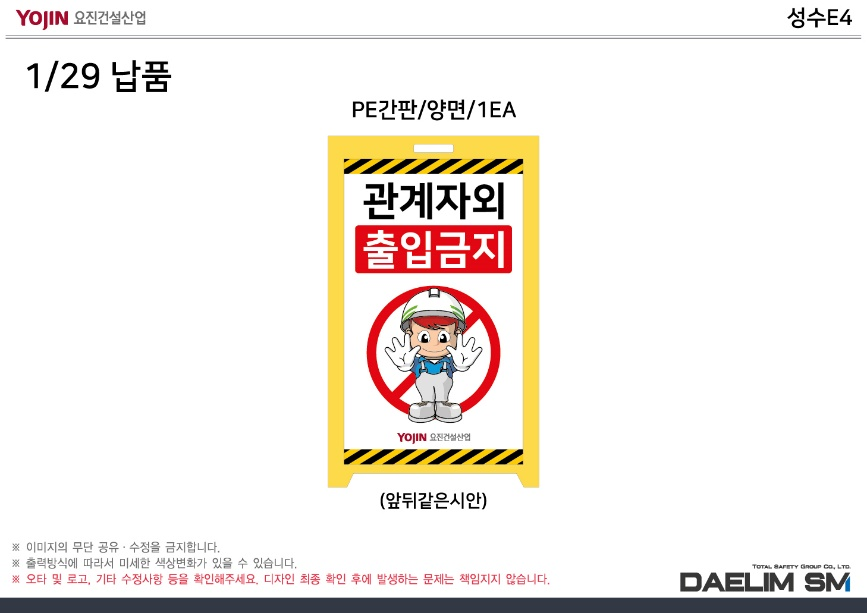 YOJIN 요진건설산업
성수E4
1/29 납품
PE간판/양면/1EA
관계자외
출입금지
YOJIN 요진건설산업
(앞뒤같은시안)
※ 이미지의 무단 공유·수정을 금지합니다.
※ 출력방식에 따라서 미세한 색상변화가 있을 수 있습니다.
※ 오타 및 로고, 기타 수정사항 등을 확인해주세요. 디자인 최종 확인 후에 발생하는 문제는 책임지지 않습니다.
TOTAL SAFETY GROUP CO., LTD.
DAELIM SM